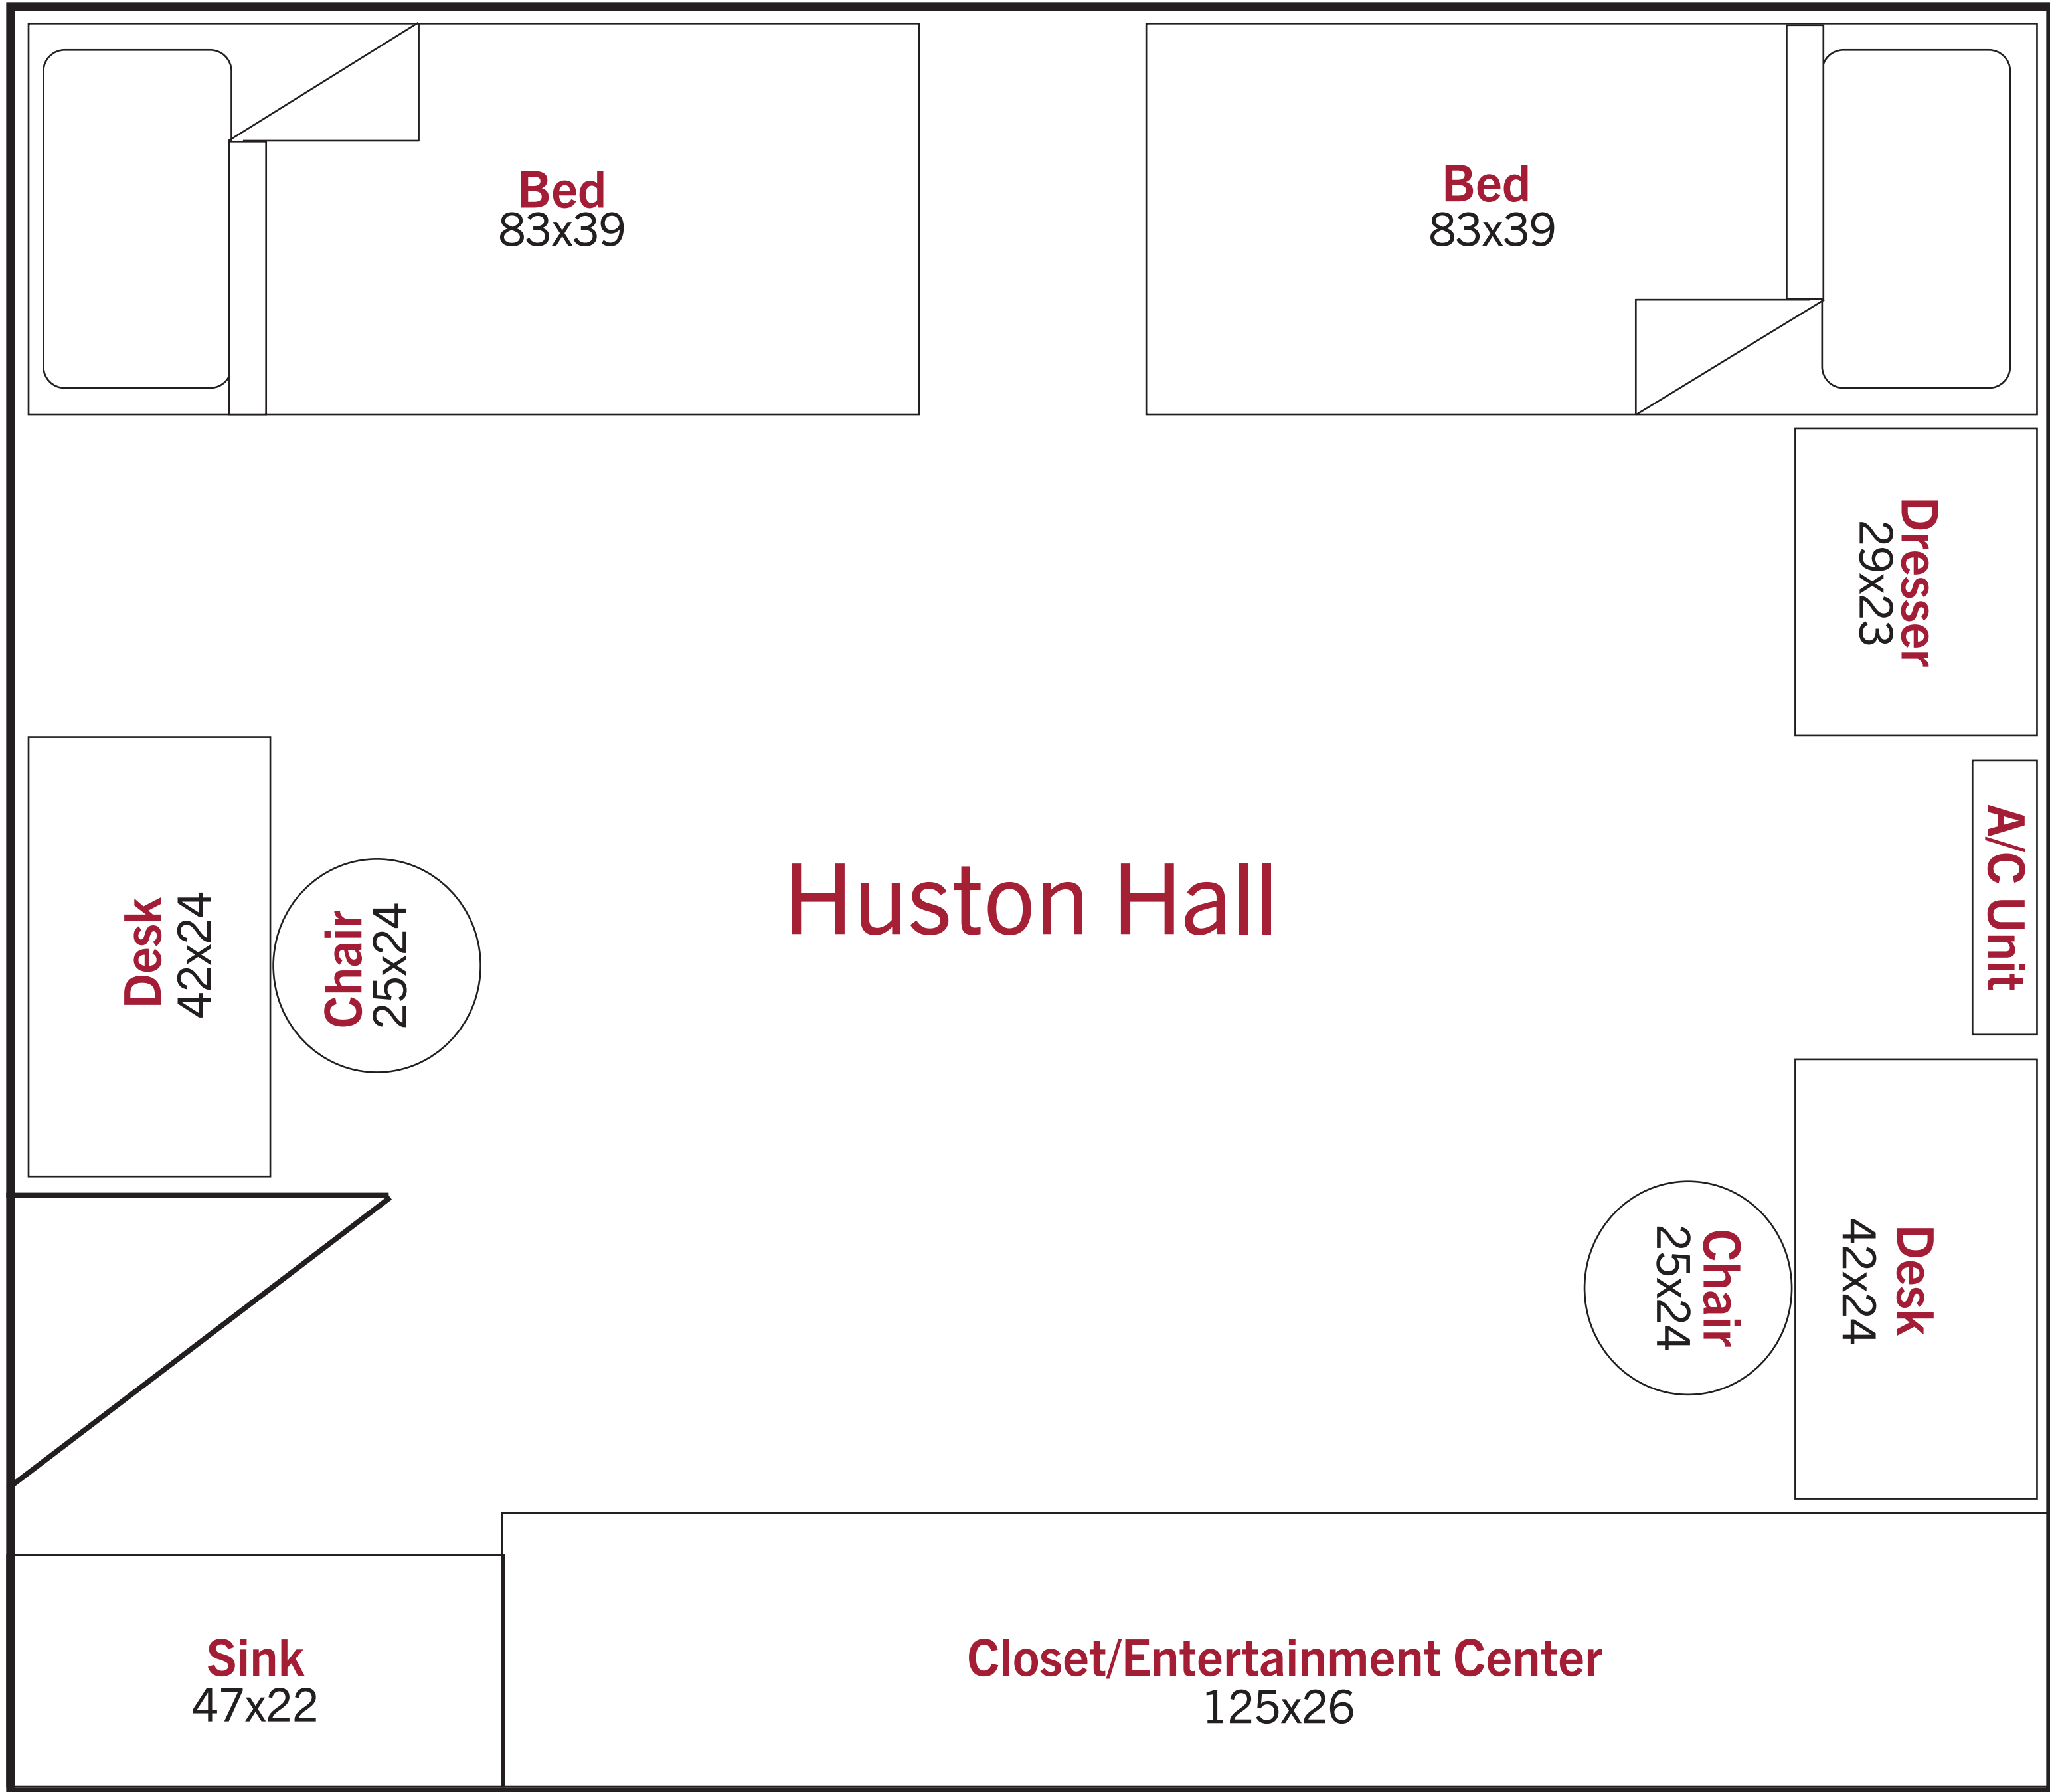 Bed
83x39
Bed
83x39
Dresser
29x23
A/C Unit
Huston Hall
Desk
42x24
Chair
25x24
Desk
42x24
Chair
25x24
Sink
47x22
Closet/Entertainment Center
125x26